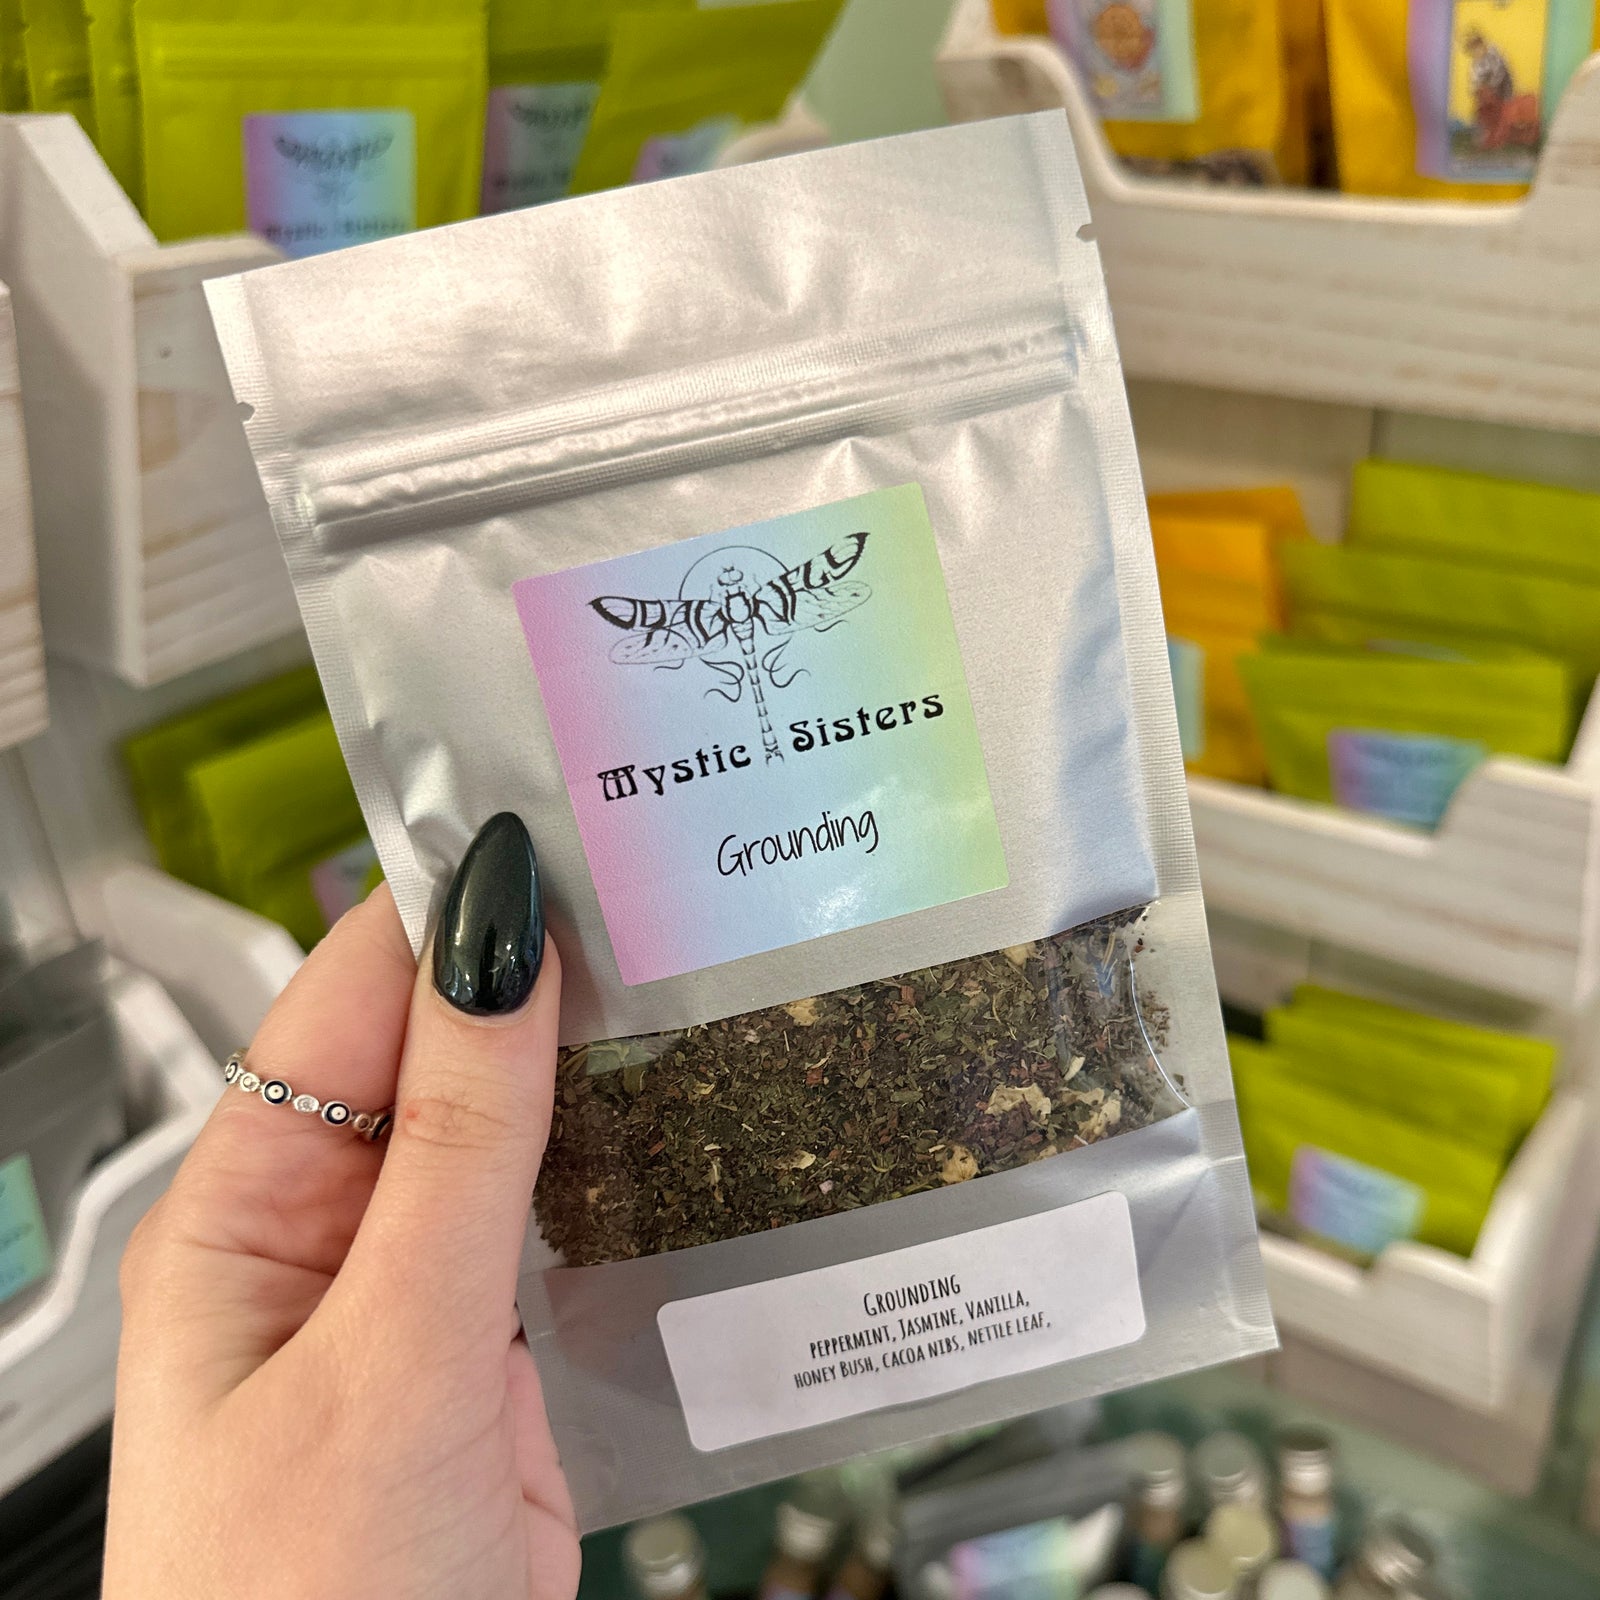 DRAGONFLY
Mystic Sisters
Grounding
GROUNDING
PEPPERMINT, JASMINE, VANILLA,
HONEY BUSH, CACOA NIBS, NETTLE LEAF,